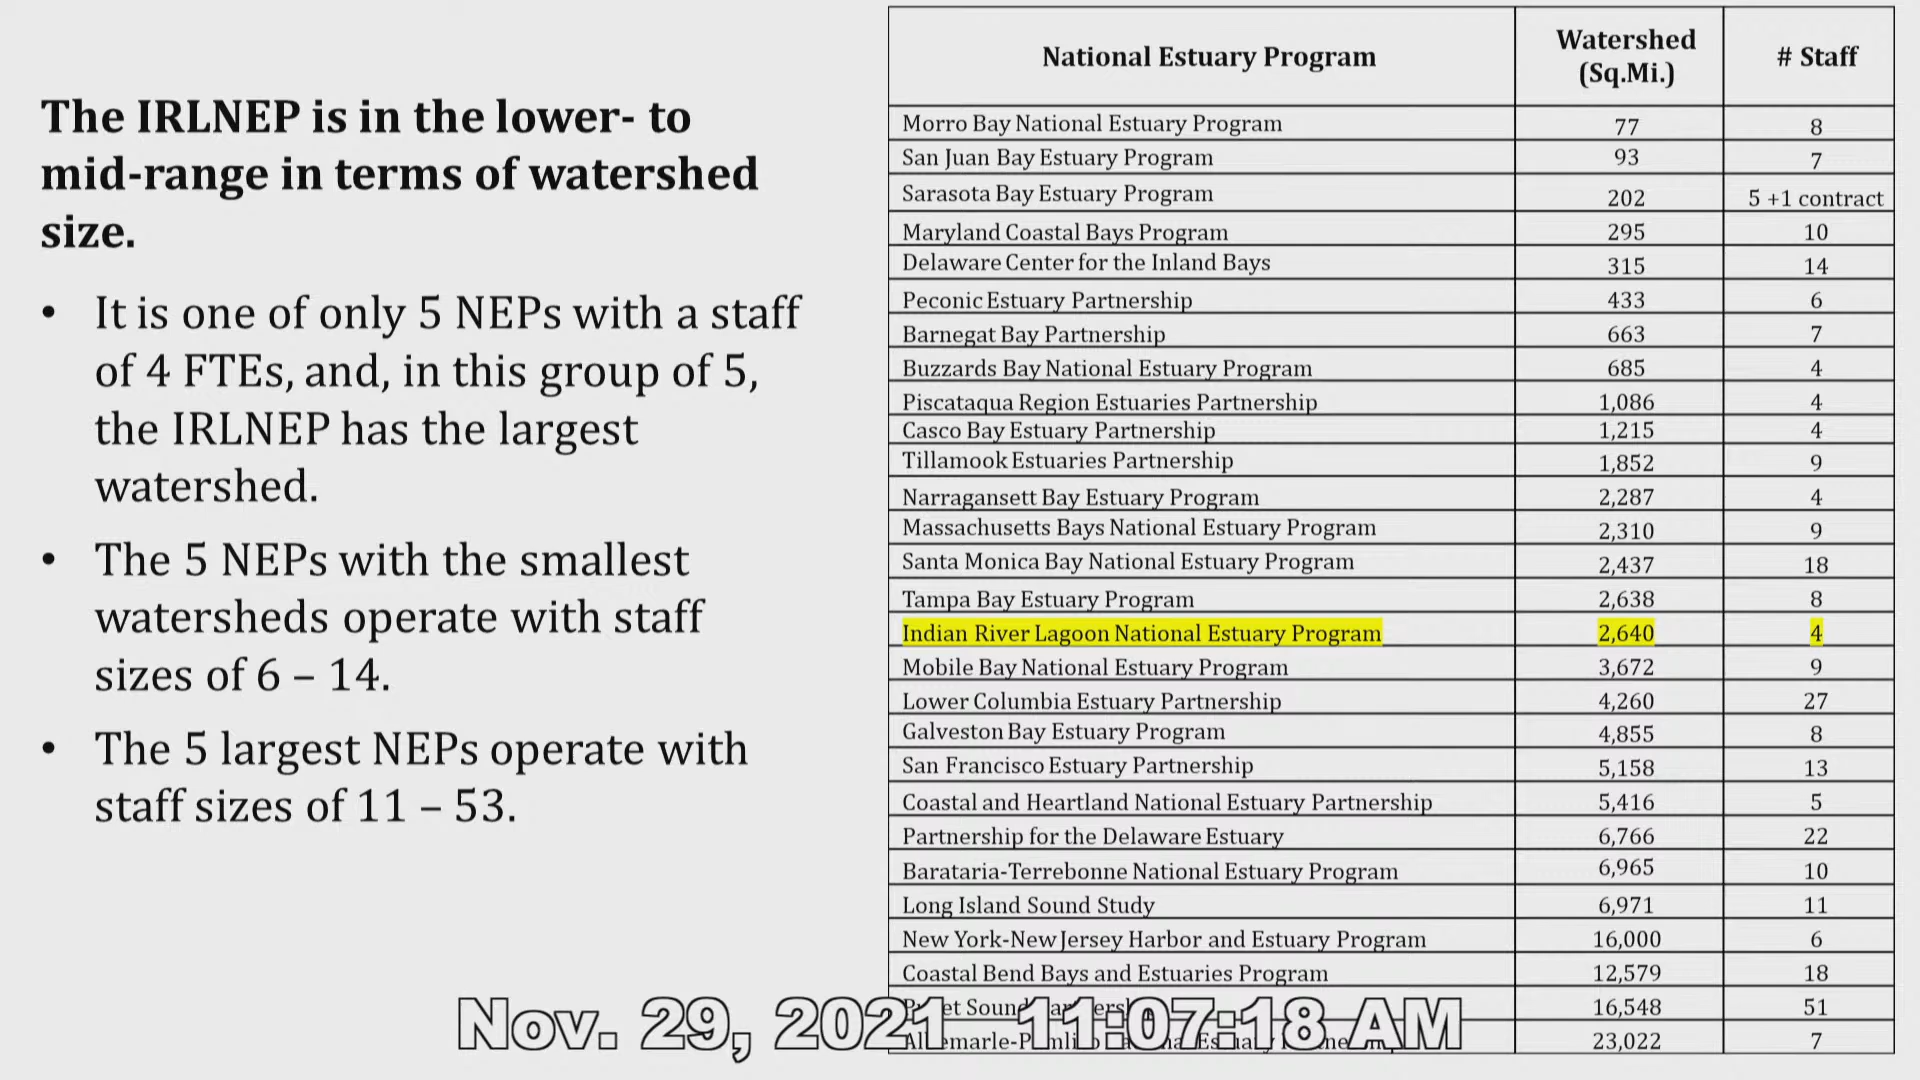 The IRLNEP is in the lower- to
mid-range in terms of watershed
size.
• It is one of only 5 NEPs with a staff
of 4 FTEs, and, in this group of 5,
the IRLNEP has the largest
watershed.
• The 5 NEPs with the smallest
watersheds operate with staff
sizes of 6 – 14.
• The 5 largest NEPs operate with
staff sizes of 11 – 53.
National Estuary Program Watershed (Sq.Mi.) # Staff
Morro Bay National Estuary Program 77 8
San Juan Bay Estuary Program 93 7
Sarasota Bay Estuary Program 202 5 +1 contract
Maryland Coastal Bays Program 295 10
Delaware Center for the Inland Bays 315 14
Peconic Estuary Partnership 433 6
Barnegat Bay Partnership 663 7
Buzzards Bay National Estuary Program 685 4
Piscataqua Region Estuaries Partnership 1,086 4
Casco Bay Estuary Partnership 1,215 4
Tillamook Estuaries Partnership 1,852 9
Narragansett Bay Estuary Program 2,287 4
Massachusetts Bays National Estuary Program 2,310 9
Santa Monica Bay National Estuary Program 2,437 18
Tampa Bay Estuary Program 2,638 8
Indian River Lagoon National Estuary Program 2,640 4
Mobile Bay National Estuary Program 3,672 9
Lower Columbia Estuary Partnership 4,260 27
Galveston Bay Estuary Program 4,855 8
San Francisco Estuary Partnership 5,158 13
Coastal and Heartland National Estuary Partnership 5,416 5
Partnership for the Delaware Estuary 6,766 22
Barataria-Terrebonne National Estuary Program 6,965 10
Long Island Sound Study 6,971 11
New York-New Jersey Harbor and Estuary Program 16,000 6
Coastal Bend Bays and Estuaries Program 12,579 18
16,548 51
23,022 7
Nov. 29, 2021 11:07:18 AM